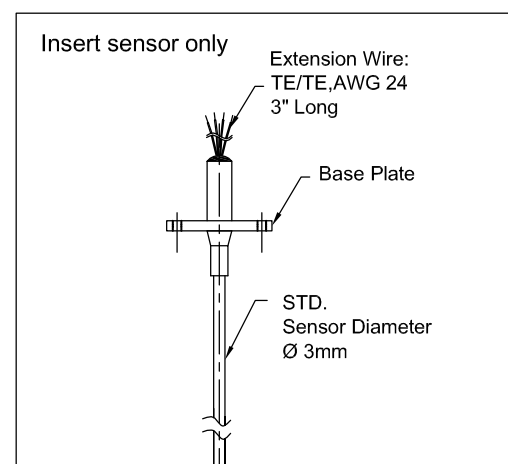 Insert sensor only
Extension Wire:
TE/TE,AWG 24
3" Long
Base Plate
STD.
Sensor Diameter
Ø 3mm